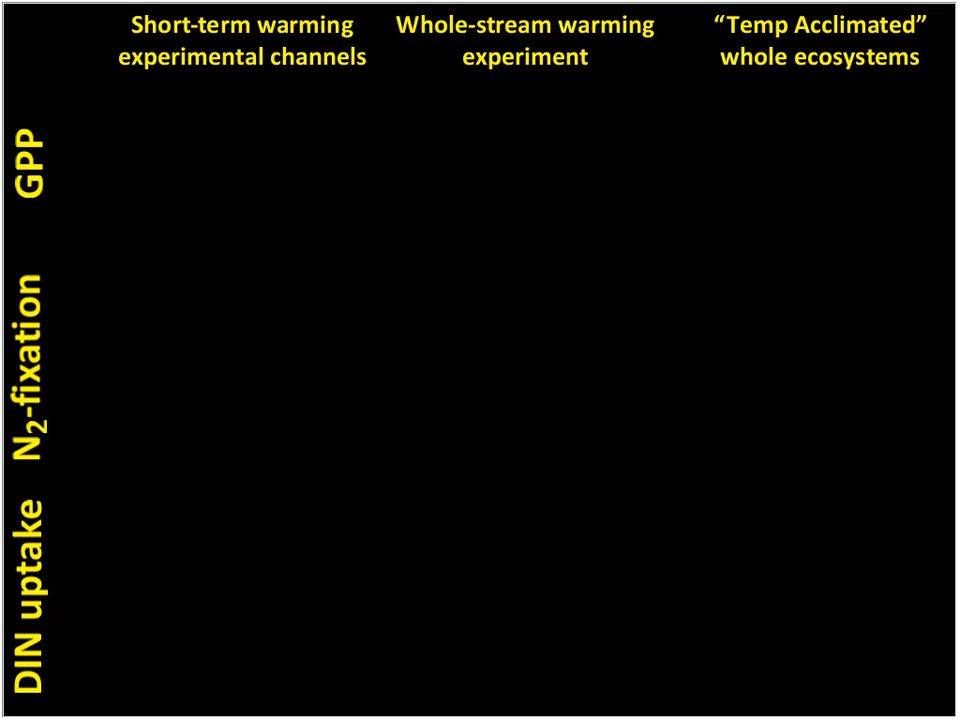 Short-term warming
experimental channels
Whole-stream warming
experiment
“Temp Acclimated”
whole ecosystems
GPP
N₂-fixation
DIN uptake